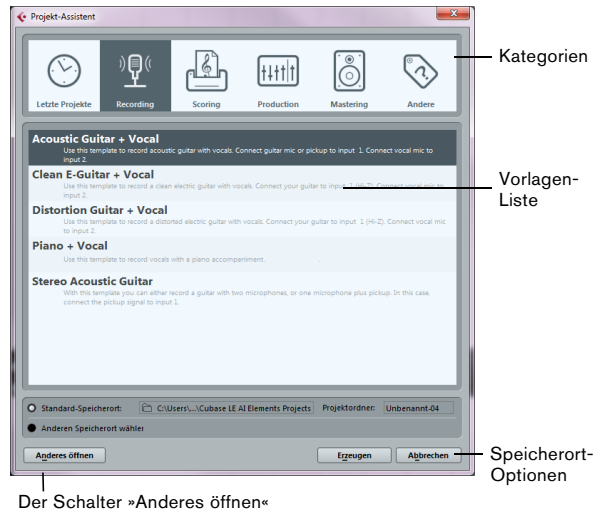 Projekt-Assistent
Kategorien
Letzte Projekte
Recording
Scoring
Production
Mastering
Andere
Acoustic Guitar + Vocal
Use this template to record acoustic guitar with vocals. Connect guitar mic or pickup to input 1. Connect vocal mic to
input 2.
Clean E-Guitar + Vocal
Use this template to record a clean electric guitar with vocals. Connect your guitar to input 1 (Hi-Z). Connect vocal mic to
input 2.
Vorlagen-
Liste
Distortion Guitar + Vocal
Use this template to record a distorted electric guitar with vocals. Connect your guitar to input 1 (Hi-Z). Connect vocal mic
to input 2.
Piano + Vocal
Use this template to record vocals with a piano accompaniment.
Stereo Acoustic Guitar
With this template you can either record a guitar with two microphones, or one microphone plus pickup. In this case,
connect the pickup signal to input 1.
Standard-Speicherort:
C:\Users\...\Cubase LE AI Elements Projects
Projektordner:
Unbenannt-04
Anderen Speicherort wähler
Anderes öffnen
Erzeugen
Abbrechen
Speicherort-
Optionen
Der Schalter »Anderes öffnen«